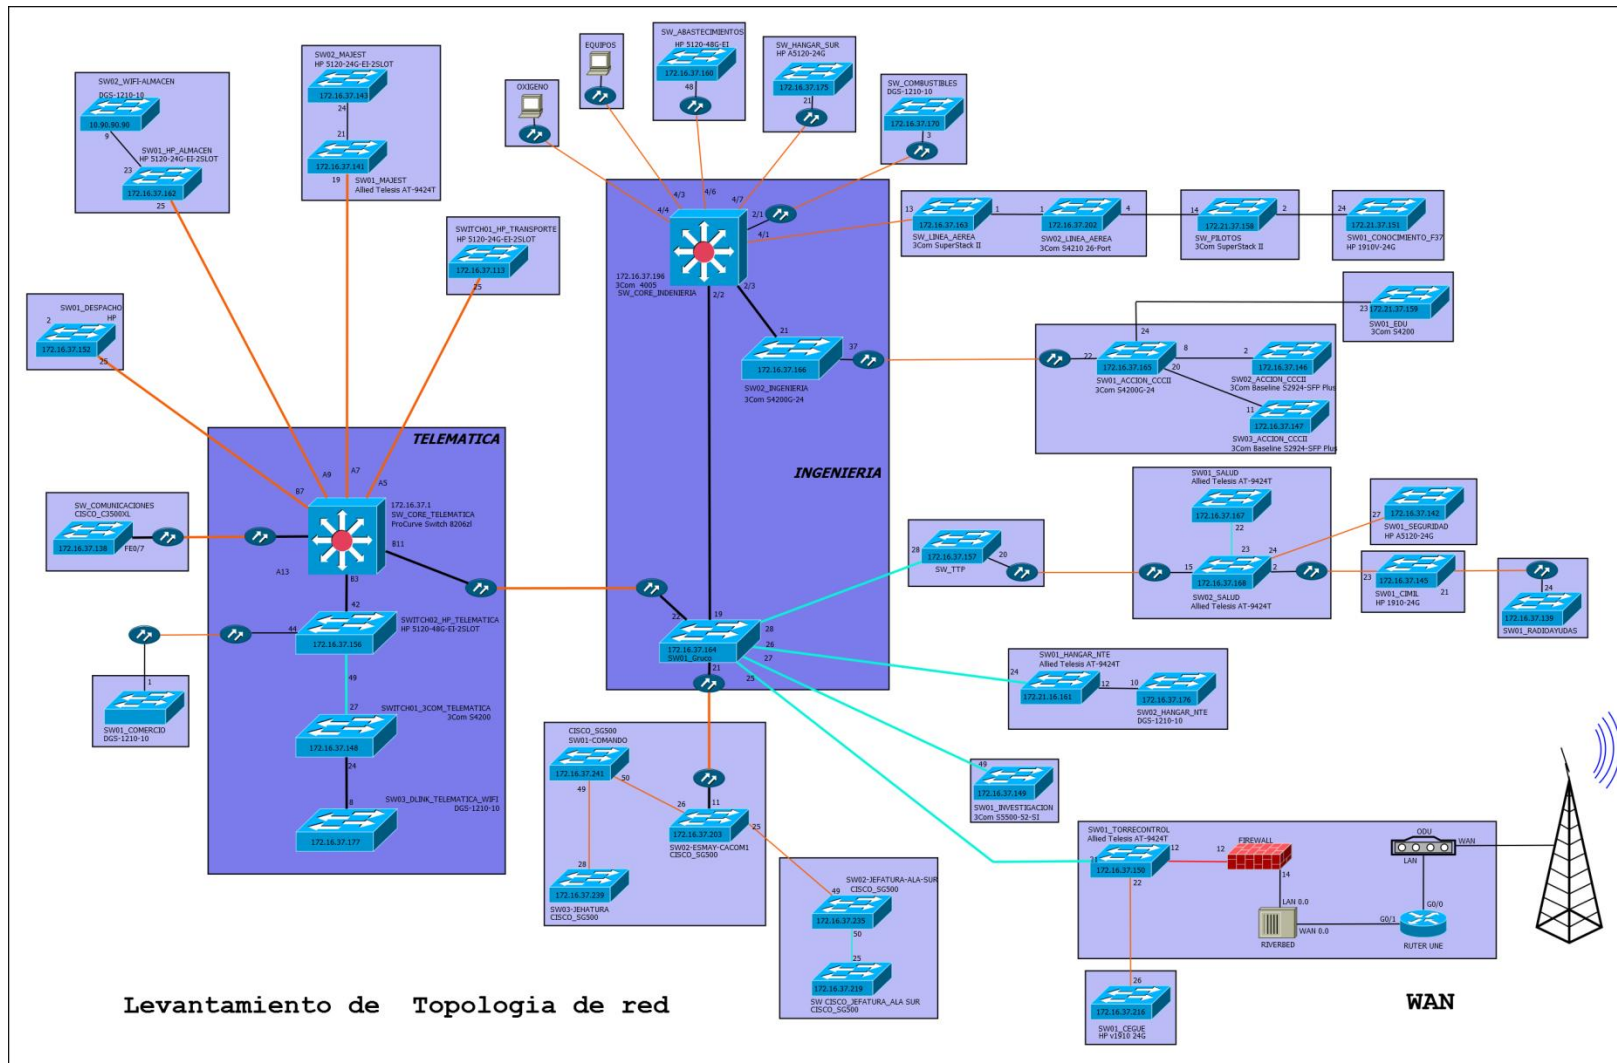 SW02_WIFI-ALMACEN
DGS-1210-10
10.90.90.90
9
SW01_HP_ALMACEN
HP 5120-24G-EI-2SLOT
23
172.16.37.162
25
SW02_MAJEST
HP 5120-24G-EI-2SLOT
172.16.37.143
24
21
172.16.37.141
19
SW01_MAJEST
Allied Telesis AT-9424T
SWITCH01_HP_TRANSPORTE
HP 5120-24G-EI-2SLOT
172.16.37.113
25
SW01_DESPACHO
HP
2
172.16.37.152
25
OXIGENO
EQUIPOS
SW_ABASTECIMIENTOS
HP 5120-48G-EI
172.16.37.160
48
SW_HANGAR_SUR
HP A5120-24G
172.16.37.175
21
SW_COMBUSTIBLES
DGS-1210-10
172.16.37.170
3
TELEMATICA
A9
A7
A5
B7
172.16.37.1
SW_CORE_TELEMATICA
ProCurve Switch 8206zl
B11
A13
B3
SW_COMUNICACIONES
CISCO_C3500XL
172.16.37.138
FE0/7
42
SWITCH02_HP_TELEMATICA
HP 5120-48G-EI-2SLOT
44
172.16.37.156
49
27
SWITCH01_3COM_TELEMATICA
3Com S4200
172.16.37.148
24
8
SW03_DLINK_TELEMATICA_WIFI
DGS-1210-10
172.16.37.177
1
SW01_COMERCIO
DGS-1210-10
INGENIERIA
4/4
4/3
4/6
4/7
2/1
4/1
172.16.37.198
3Com 4005
SW_CORE_INDENIERIA
2/2
2/3
21
37
172.16.37.166
SW02_INGENIERIA
3Com S4200G-24
19
22
172.16.37.164
SW01_Gruco
21
28
26
27
25
13
172.16.37.163
SW_LINEA_AEREA
3Com SuperStack II
1
1
172.16.37.202
SW02_LINEA_AEREA
3Com S4210 26-Port
4
14
172.21.37.158
SW_PILOTOS
3Com SuperStack II
2
24
172.21.37.151
SW01_CONOCIMIENTO_F37
HP 1910V-24G
23
172.21.37.159
SW01_EDU
3Com S4200
24
22
172.16.37.165
SW01_ACCION_CCCII
3Com S4200G-24
8
20
2
172.16.37.146
SW02_ACCION_CCCII
3Com Baseline S2924-SFP Plus
11
172.16.37.147
SW03_ACCION_CCCII
3Com Baseline S2924-SFP Plus
28
172.16.37.157
20
SW_TTP
SW01_SALUD
Allied Telesis AT-9424T
172.16.37.167
22
23
24
15
172.16.37.168
2
SW02_SALUD
Allied Telesis AT-9424T
27
172.16.37.142
SW01_SEGURIDAD
HP A5120-24G
23
172.16.37.145
21
SW01_CIMIL
HP 1910-24G
24
172.16.37.139
SW01_RADIOAYUDAS
SW01_HANGAR_NTE
Allied Telesis AT-9424T
24
172.21.16.161
12
10
172.16.37.176
SW02_HANGAR_NTE
DGS-1210-10
49
172.16.37.149
SW01_INVESTIGACION
3Com S5500-52-SI
CISCO_SG500
SW01-COMANDO
172.16.37.241
50
49
26
11
172.16.37.203
25
SW02-ESMAY-CACOM1
CISCO_SG500
28
172.16.37.239
SW03-JEHATURA
CISCO_SG500
SW02-JEFATURA-ALA-SUR
CISCO_SG500
49
172.16.37.235
50
25
172.16.37.219
SW CISCO_JEFATURA_ALA SUR
CISCO_SG500
SW01_TORRECONTROL
Allied Telesis AT-9424T
21
172.16.37.150
12
22
12
FIREWALL
14
LAN 0.0
WAN 0.0
RIVERBED
ODU
LAN
WAN
G0/0
G0/1
RUTER UNE
26
172.16.37.216
SW01_CEGUE
HP v1910 24G
Levantamiento de Topologia de red
WAN